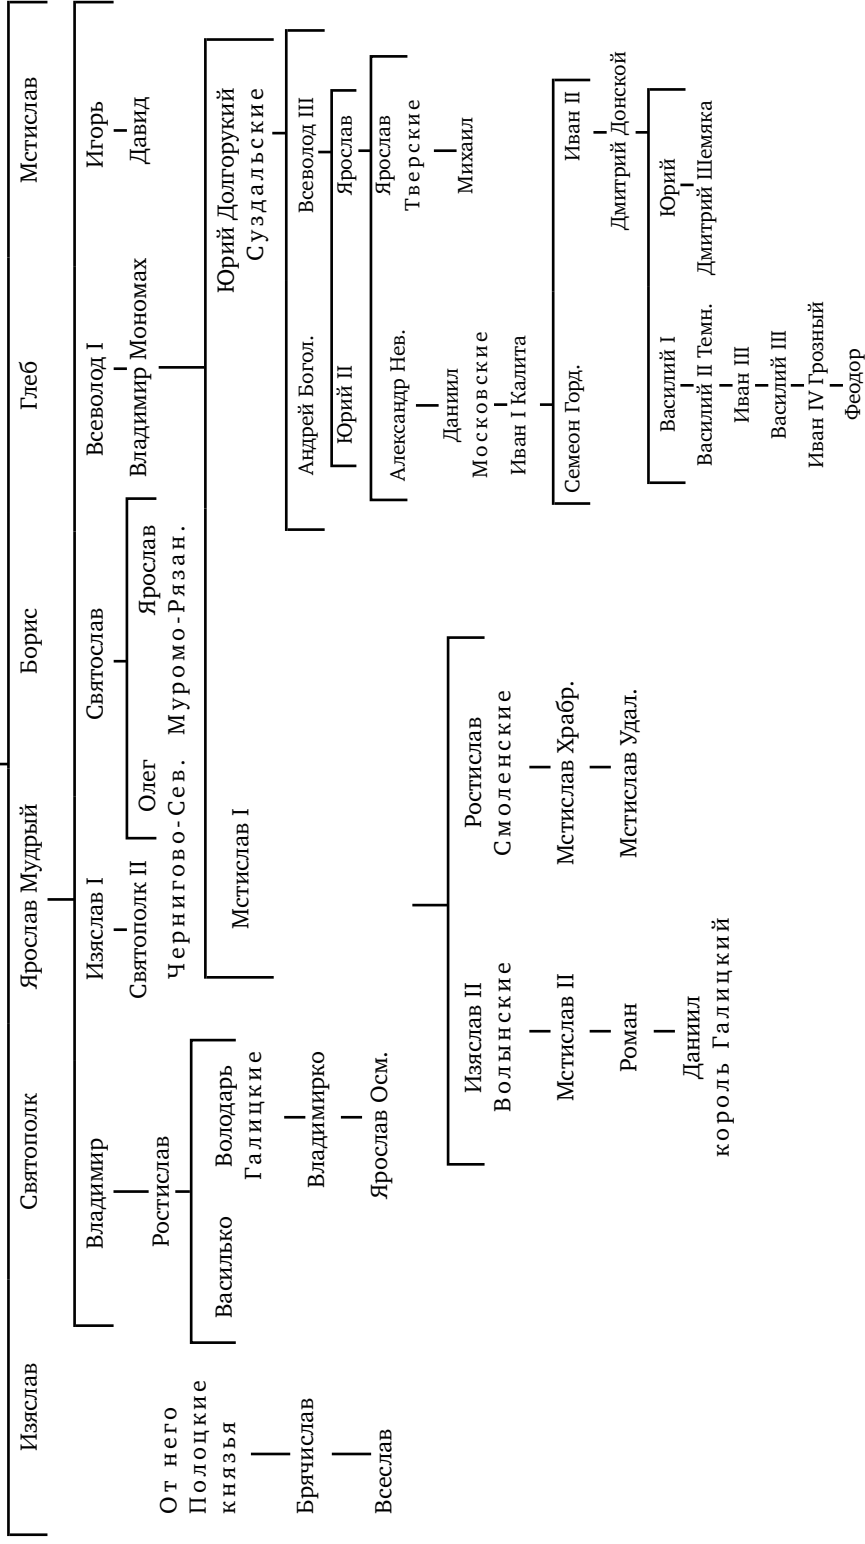 Изяслав
Святополк
Ярослав Мудрый
Борис
Глеб
Мстислав
Владимир
Изяслав I
Святослав
Всеволод I
Игорь
От него
Полоцкие
князья
Ростислав
Святополк II
Олег
Ярослав
Чернигово-Сев. Муромо-Рязан.
Владимир Мономах
Давид
Брячислав
Всеслав
Василько
Володарь
Галицкие
Владимирко
Ярослав Осм.
Мстислав I
Юрий Долгорукий
Суздальские
Изяслав II
Волынские
Ростислав
Смоленские
Мстислав II
Мстислав Храбр.
Роман
Мстислав Удал.
Даниил
король Галицкий
Андрей Богол.
Всеволод III
Юрий II
Ярослав
Александр Нев.
Ярослав
Тверские
Даниил
Московские
Михаил
Иван I Калита
Семеон Горд.
Иван II
Дмитрий Донской
Василий I
Юрий
Василий II Темн.
Дмитрий Шемяка
Иван III
Василий III
Иван IV Грозный
Феодор